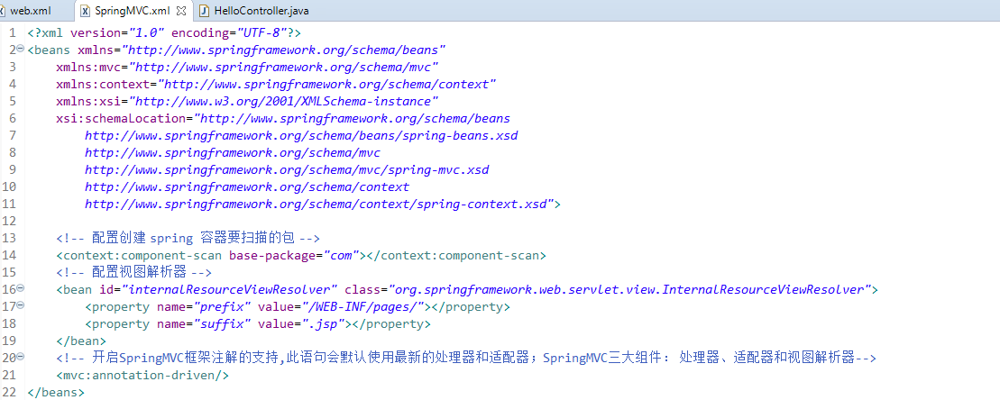 web.xml SpringMVC.xml HelloController.java
1 <?xml version="1.0" encoding="UTF-8"?>
2 <beans xmlns="http://www.springframework.org/schema/beans"
3 xmlns:mvc="http://www.springframework.org/schema/mvc"
4 xmlns:context="http://www.springframework.org/schema/context"
5 xmlns:xsi="http://www.w3.org/2001/XMLSchema-instance"
6 xsi:schemaLocation="http://www.springframework.org/schema/beans
7 http://www.springframework.org/schema/beans/spring-beans.xsd
8 http://www.springframework.org/schema/mvc
9 http://www.springframework.org/schema/mvc/spring-mvc.xsd
10 http://www.springframework.org/schema/context
11 http://www.springframework.org/schema/context/spring-context.xsd">
12
13 <!-- 配置创建 spring 容器要扫描的包 -->
14 <context:component-scan base-package="com"></context:component-scan>
15 <!-- 配置视图解析器 -->
16 <bean id="internalResourceViewResolver" class="org.springframework.web.servlet.view.InternalResourceViewResolver">
17 <property name="prefix" value="/WEB-INF/pages/"></property>
18 <property name="suffix" value=".jsp"></property>
19 </bean>
20 <!-- 开启SpringMVC框架注解的支持,此语句会默认使用最新的处理器和适配器；SpringMVC三大组件： 处理器、适配器和视图解析器-->
21 <mvc:annotation-driven/>
22 </beans>